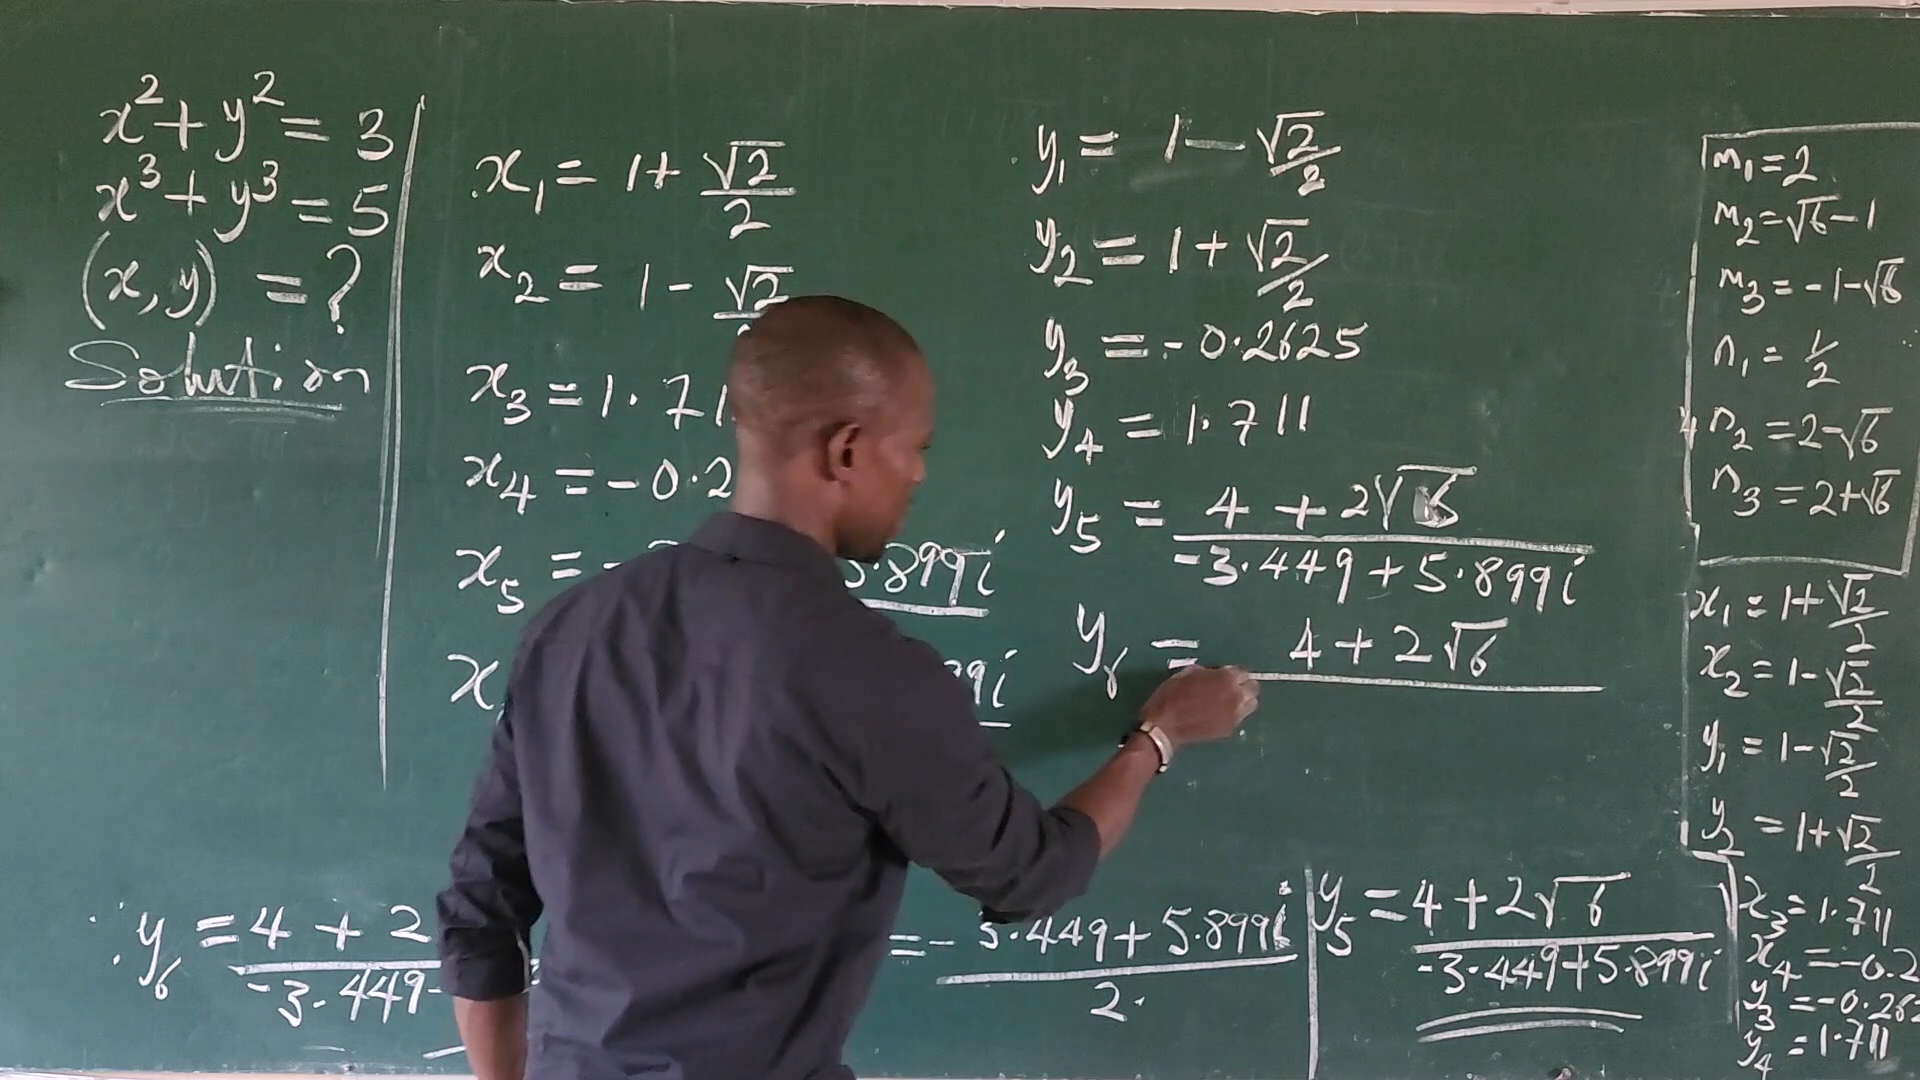 x² + y² = 3
x³ + y³ = 5
(x, y) = ?
Solution
x₁ = 1 + √2/2
x₂ = 1 - √2
x₃ = 1.71
x₄ = -0.2
x₅ = - 5.899i
x 99i
y₁ = 1 - √2/2
y₂ = 1 + √2/2
y₃ = -0.2625
y₄ = 1.711
y₅ = (4 + 2√6)/(-3.449 + 5.899i)
y₆ = 4 + 2√6
m₁ = 2
m₂ = √6 - 1
m₃ = -1 - √6
n₁ = 1/2
n₂ = 2 - √6
n₃ = 2 + √6
x₁ = 1 + √2/2
x₂ = 1 - √2/2
y₁ = 1 - √2/2
y₂ = 1 + √2/2
x₃ = 1.711
x₄ = -0.2
y₃ = -0.262
y₄ = 1.711
∴ y₆ = 4 + 2
-3.449 -
= (-3.449 + 5.899i)/2
y₅ = (4 + 2√6)/(-3.449 + 5.899i)